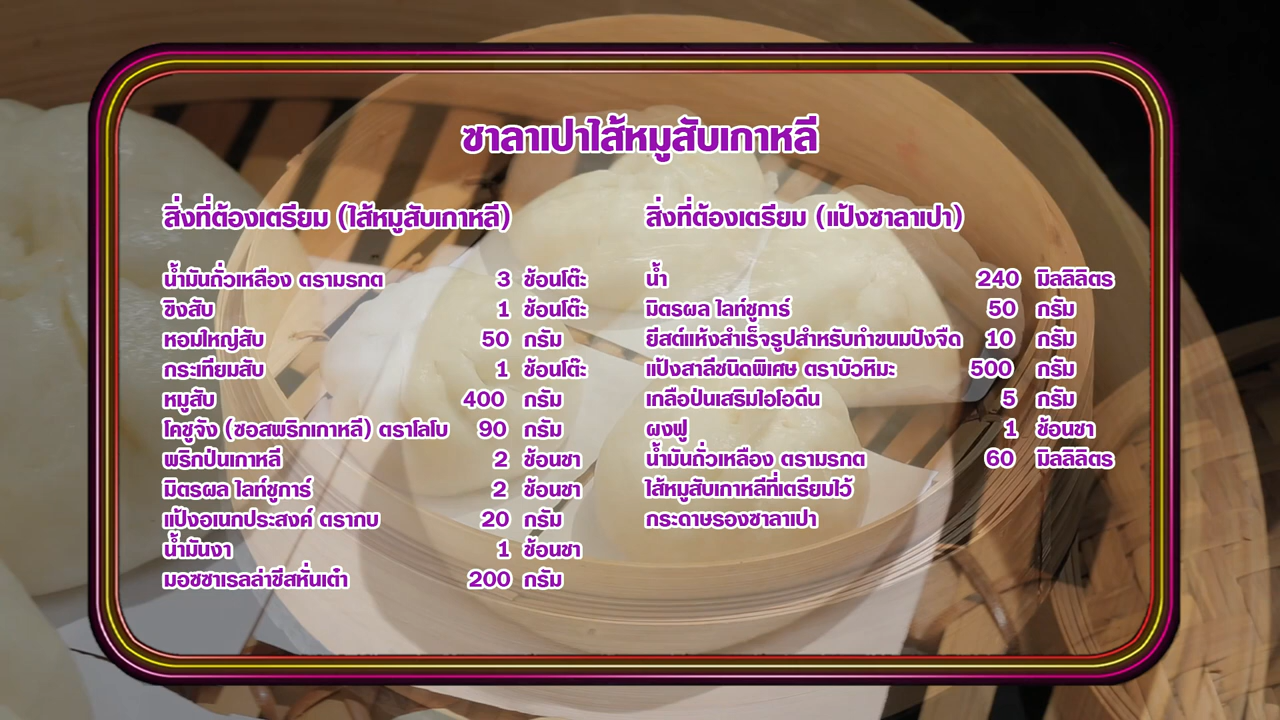 ซาลาเปาไส้หมูสับเกาหลี
สิ่งที่ต้องเตรียม (ไส้หมูสับเกาหลี)
น้ำมันถั่วเหลือง ตรามรกต 3 ช้อนโต๊ะ
ขิงสับ 1 ช้อนโต๊ะ
หอมใหญ่สับ 50 กรัม
กระเทียมสับ 1 ช้อนโต๊ะ
หมูสับ 400 กรัม
โคชูจัง (ซอสพริกเกาหลี) ตราโลโบ 90 กรัม
พริกป่นเกาหลี 2 ช้อนชา
มิตรผล ไลท์ชูการ์ 2 ช้อนชา
แป้งอเนกประสงค์ ตรากบ 20 กรัม
น้ำมันงา 1 ช้อนชา
มอซซาเรลล่าชีสหั่นเต๋า 200 กรัม
สิ่งที่ต้องเตรียม (แป้งซาลาเปา)
น้ำ 240 มิลลิลิตร
มิตรผล ไลท์ชูการ์ 50 กรัม
ยีสต์แห้งสำเร็จรูปสำหรับทำขนมปังจืด 10 กรัม
แป้งสาลีชนิดพิเศษ ตราบัวหิมะ 500 กรัม
เกลือป่นเสริมไอโอดีน 5 กรัม
ผงฟู 1 ช้อนชา
น้ำมันถั่วเหลือง ตรามรกต 60 มิลลิลิตร
ไส้หมูสับเกาหลีที่เตรียมไว้
กระดาษรองซาลาเปา